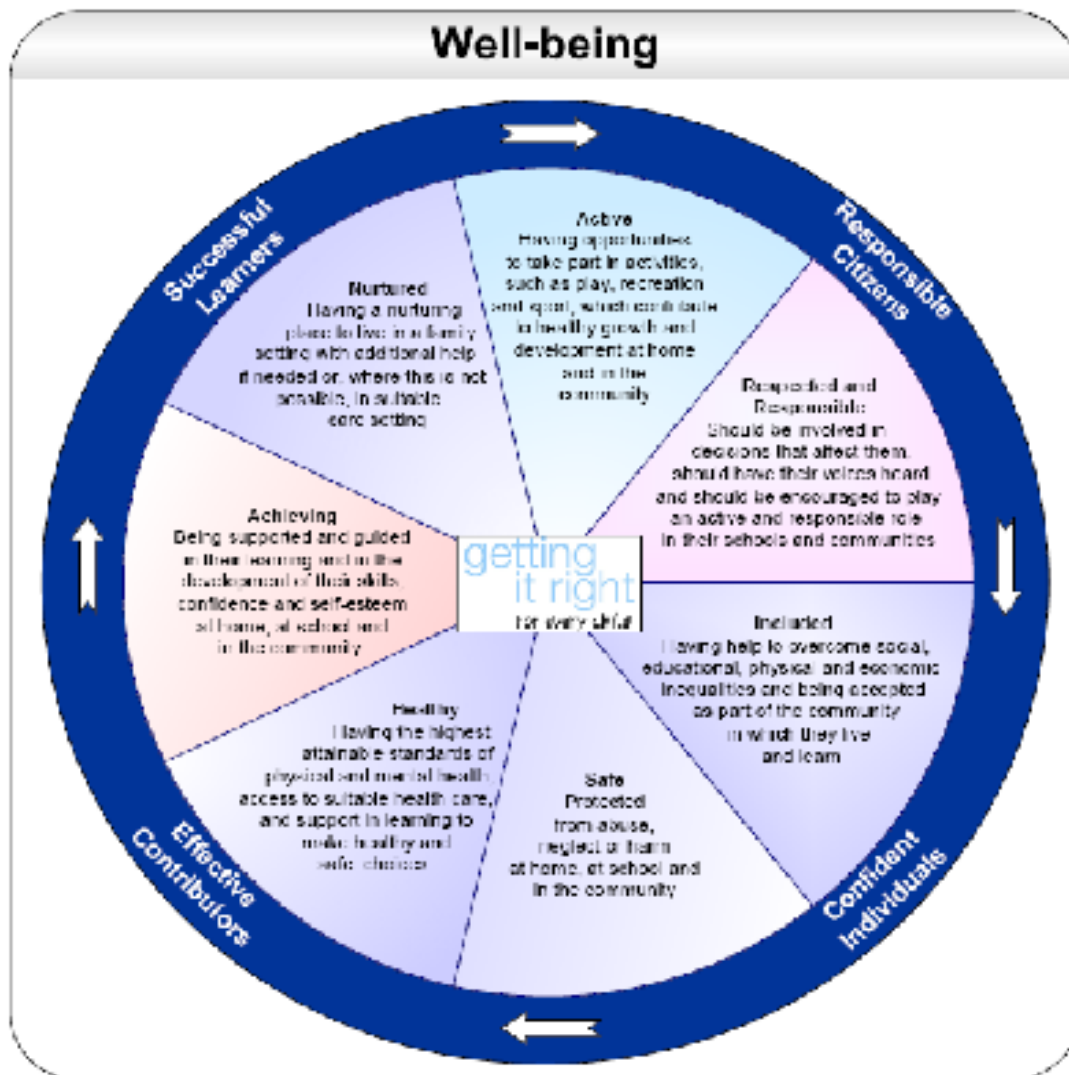 Well-being
Successful
Learners
Responsible
Citizens
Active
Having opportunities
to take part in activities,
such as play, recreation
and sport, which contribute
to healthy growth and
development at home
and in the
community
Nurtured
Having a nurturing
place to live in a family
setting with additional help
if needed or, where this is not
possible, in suitable
care setting
Respected and
Responsible
Should be involved in
decisions that affect them,
should have their voices heard
and should be encouraged to play
an active and responsible role
in their schools and communities
Achieving
Being supported and guided
in their learning and in the
development of their skills,
confidence and self-esteem
at home, at school and
in the community
getting
it right
for every child
Included
Having help to overcome social,
educational, physical and economic
inequalities and being accepted
as part of the community
in which they live
and learn
Healthy
Having the highest
attainable standards of
physical and mental health,
access to suitable health care,
and support in learning to
make healthy and
safe choices
Safe
Protected
from abuse,
neglect or harm
at home, at school and
in the community
Effective
Contributors
Confident
Individuals